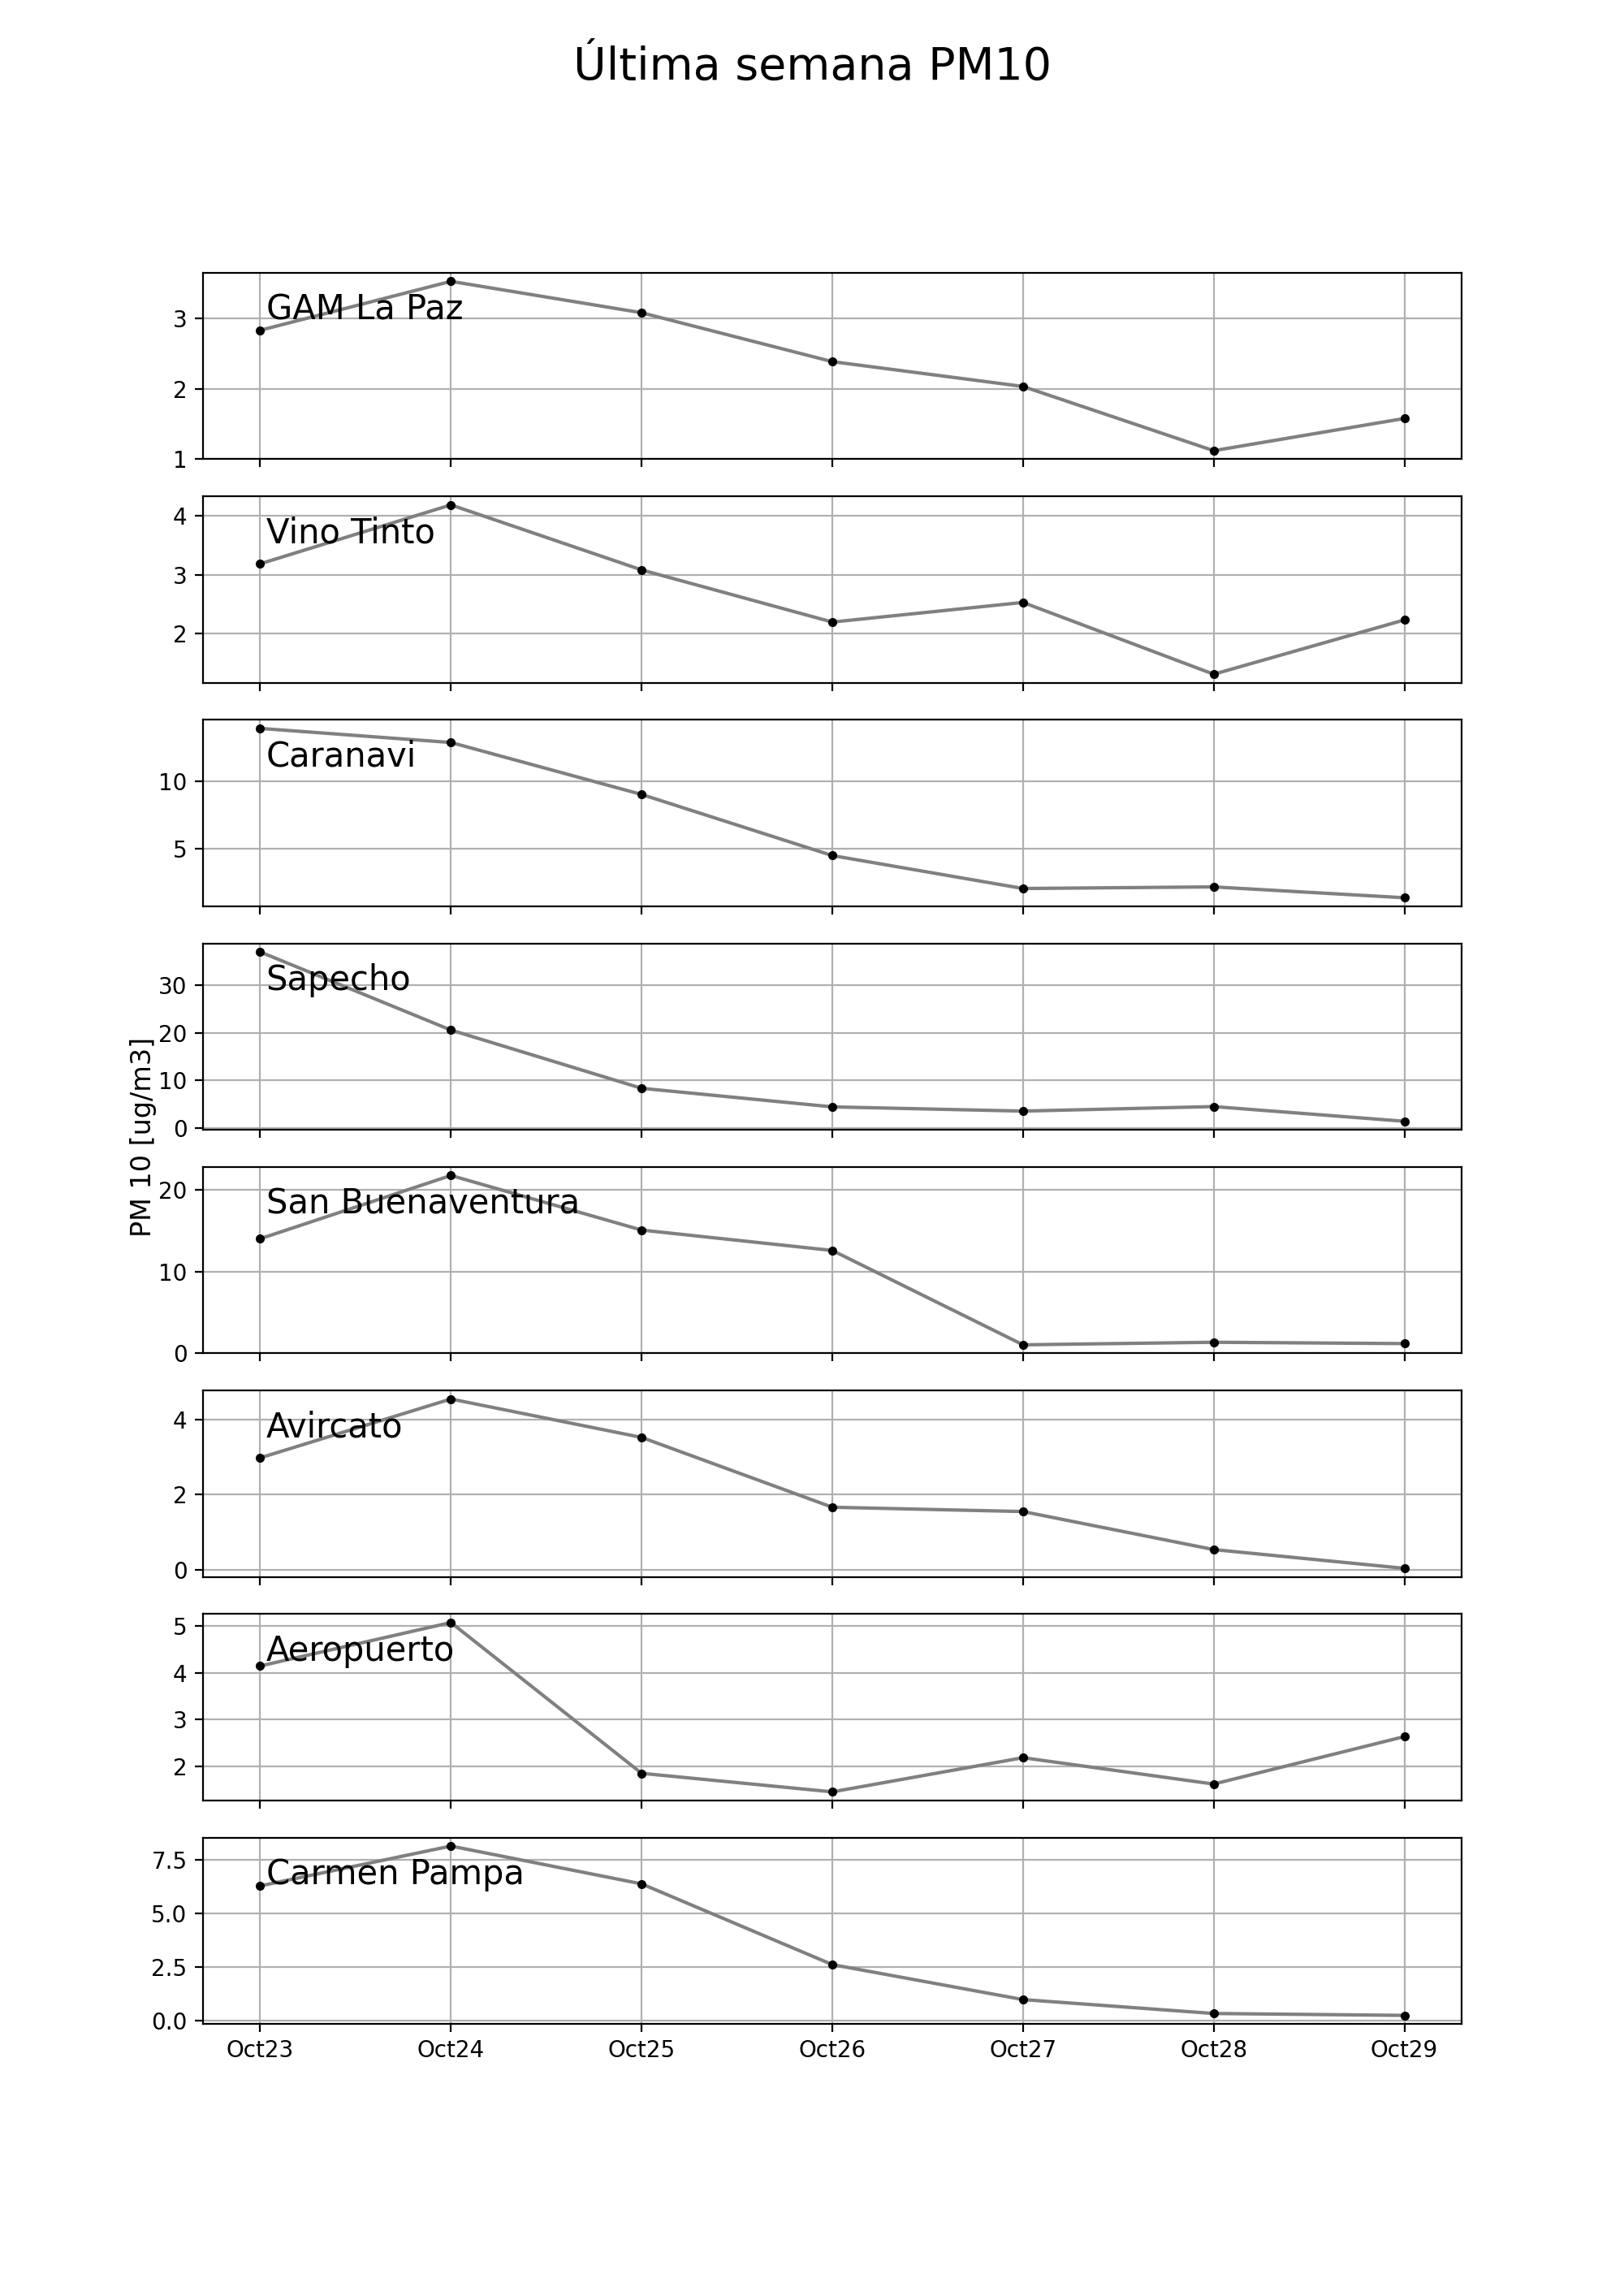 Última semana PM10
GAM La Paz
3
2
1
Vino Tinto
4
3
2
Caranavi
10
5
Sapecho
30
20
10
0
PM 10 [ug/m3]
San Buenaventura
20
10
0
Avircato
4
2
0
Aeropuerto
5
4
3
2
Carmen Pampa
7.5
5.0
2.5
0.0
Oct23 Oct24 Oct25 Oct26 Oct27 Oct28 Oct29